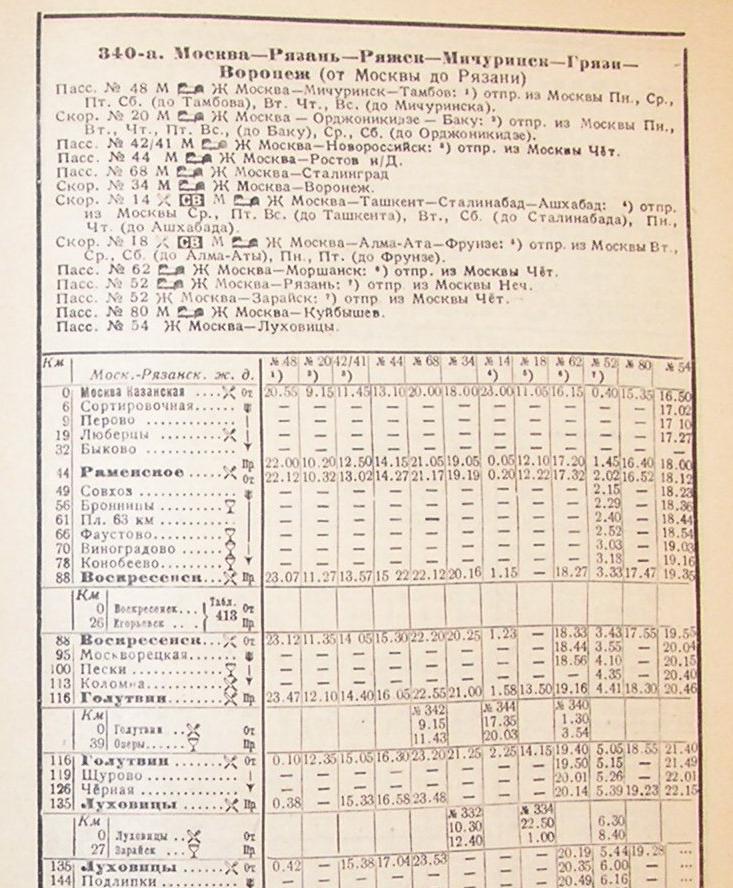 340-а. Москва—Рязань—Ряжск—Мичуринск—Грязи—
Воронеж (от Москвы до Рязани)
Пасс. № 48 М Ж Москва—Мичуринск—Тамбов: ¹) отпр. из Москвы Пн., Ср.,
Пт. Сб. (до Тамбова), Вт. Чт., Вс. (до Мичуринска).
Скор. № 20 М Ж Москва — Орджоникидзе — Баку: ²) отпр. из Москвы Пн.,
Вт., Чт., Пт. Вс., (до Баку), Ср., Сб. (до Орджоникидзе).
Пасс. № 42/41 М Ж Москва—Новороссийск: ³) отпр. из Москвы Чёт.
Пасс. № 44 М Ж Москва—Ростов н/Д.
Пасс. № 68 М Ж Москва—Сталинград
Скор. № 34 М Ж Москва—Воронеж.
Скор. № 14 СВ М Ж Москва—Ташкент—Сталинабад—Ашхабад: ⁴) отпр.
из Москвы Ср., Пт. Вс. (до Ташкента), Вт., Сб. (до Сталинабада), Пн.,
Чт. (до Ашхабада).
Скор. № 18 СВ М Ж Москва—Алма-Ата—Фрунзе: ⁵) отпр. из Москвы Вт.,
Ср., Сб. (до Алма-Аты), Пн., Пт. (до Фрунзе).
Пасс. № 62 Ж Москва—Моршанск: ⁶) отпр. из Москвы Чёт.
Пасс. № 52 Ж Москва—Рязань: ⁷) отпр. из Москвы Неч.
Пасс. № 52 Ж Москва—Зарайск: ⁷) отпр. из Москвы Чёт.
Пасс. № 80 М Ж Москва—Куйбышев.
Пасс. № 54 Ж Москва—Луховицы.
Км Моск.-Рязанск. ж. д. № 48 ¹) № 20 ²) 42/41 ³) № 44 № 68 № 34 № 14 ⁴) № 18 ⁵) № 62 ⁶) № 52 ⁷) № 80 № 54
0 Москва Казанская .... От 20.55 9.15 11.45 13.10 20.00 18.00 23.00 11.05 16.15 0.40 15.35 16.50
6 Сортировочная....... — — — — — — — — — — — 17.02
9 Перово ............ — — — — — — — — — — — 17 10
19 Люберцы ......... — — — — — — — — — — — 17.27
32 Быково ............ — — — — — — — — — — — —
44 Раменское ...... Пр 22.00 10.20 12.50 14.15 21.05 19.05 0.05 12.10 17.20 1.45 16.40 18.00
От 22.12 10.32 13.02 14.27 21.17 19.19 0.20 12.22 17.32 2.02 16.52 18.12
49 Совхоз ............ — — — — — — — — — 2.15 — 18.23
56 Бронницы ......... — — — — — — — — — 2.29 — 18.36
61 Пл. 63 км .......... — — — — — — — — — 2.40 — 18.44
66 Фаустово .......... — — — — — — — — — 2.52 — 18.54
70 Виноградово ....... — — — — — — — — — 3.03 — 19.03
78 Конобеево ........ — — — — — — — — — 3.18 — 19.16
88 Воскресенск... Пр 23.07 11.27 13.57 15 22 22.12 20.16 1.15 — 18.27 3.33 17.47 19.35
Км
0 Воскресенск... Табл. 413 От
26 Егорьевск Пр
88 Воскресенск.... От 23.12 11.35 14 05 15.30 22.20 20.25 1.23 — 18.33 3.43 17.55 19.55
95 Москворецкая...... — — — — — — — — 18.44 3.55 — 20.04
100 Пески ............ — — — — — — — — 18.56 4.10 — 20.15
113 Коломна........... — — — — — — — — — 4.35 — 20.40
116 Голутвин ....... Пр 23.47 12.10 14.40 16 05 22.55 21.00 1.58 13.50 19.16 4.41 18.30 20.46
Км № 342 № 344 № 340
0 Голутвин ... От 9.15 17.35 1.30
39 Озеры..... Пр 11.43 20.03 3.54
116 Голутвин ....... От 0.10 12.35 15.05 16.30 23.20 21.25 2.25 14.15 19.40 5.05 18.55 21.40
119 Щурово .......... — — — — — — — — 19.50 5.15 — 21.49
126 Чёрная ........... — — — — — — — — 20.01 5.26 — 22.01
135 Луховицы ...... Пр 0.38 — 15.33 16.58 23.48 20.14 5.39 19.23 22.15
Км № 332 № 334
0 Луховицы .. От 10.30 22.50 6.30
27 Зарайск ... Пр 12.40 1.00 8.40
135 Луховицы ...... От 0.42 — 15.38 17.04 23.53 20.19 5.44 19.28 ...
144 Подлипки ......... — — — — — — — — 20.35 6.00 — ...
20.49 6.16 — ...